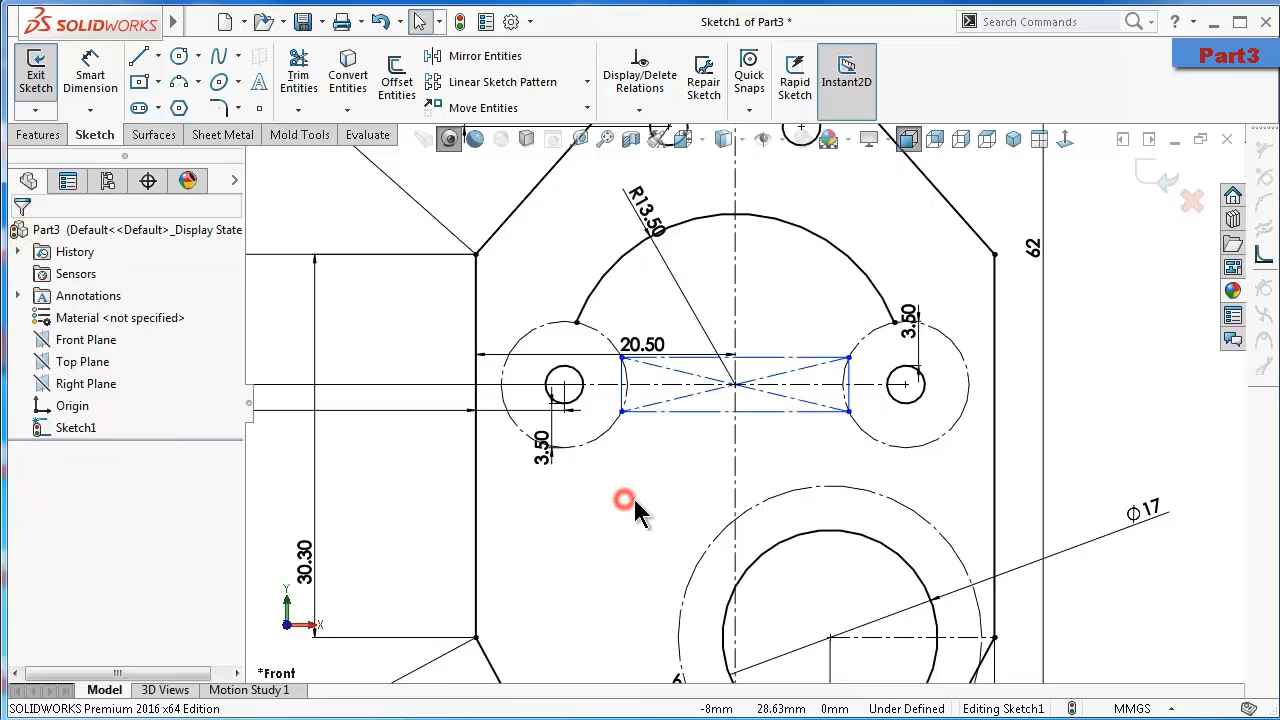 SOLIDWORKS
Sketch1 of Part3 *
Search Commands
Part3
Exit Sketch
Smart Dimension
Trim Entities
Convert Entities
Offset Entities
Mirror Entities
Linear Sketch Pattern
Move Entities
Display/Delete Relations
Repair Sketch
Quick Snaps
Rapid Sketch
Instant2D
Features
Sketch
Surfaces
Sheet Metal
Mold Tools
Evaluate
Part3 (Default<<Default>_Display State
History
Sensors
Annotations
Material <not specified>
Front Plane
Top Plane
Right Plane
Origin
Sketch1
R13.50
62
3.50
20.50
3.50
30.30
⌀17
Y
X
*Front
Model
3D Views
Motion Study 1
SOLIDWORKS Premium 2016 x64 Edition
-8mm
28.63mm
0mm
Under Defined
Editing Sketch1
MMGS